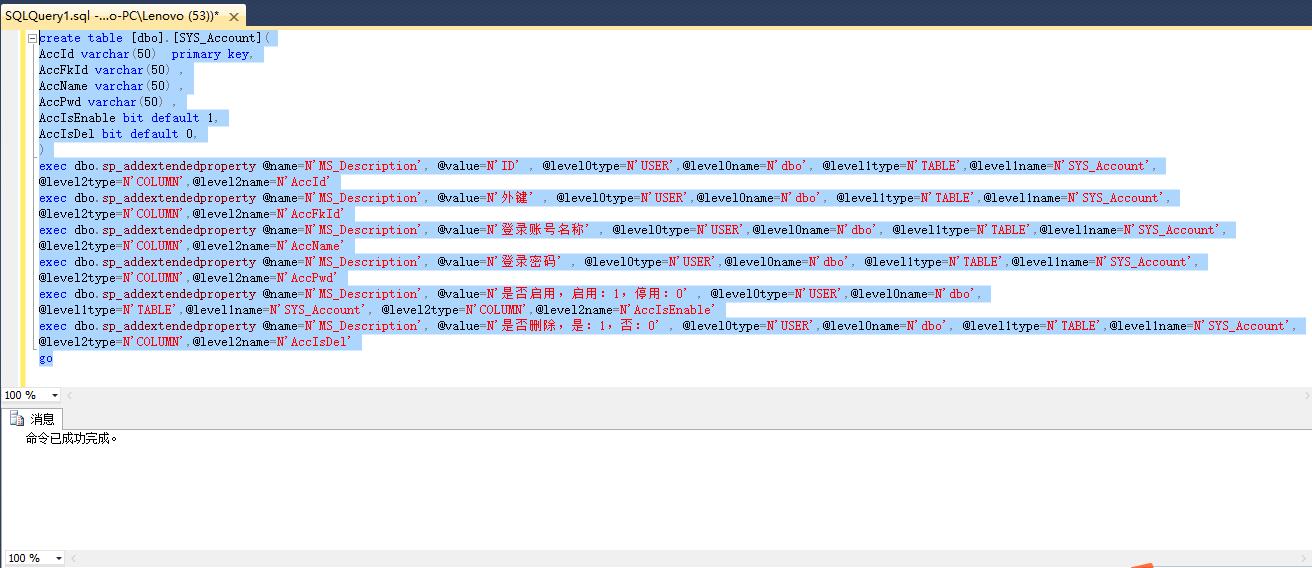 SQLQuery1.sql -...o-PC\Lenovo (53))*
create table [dbo].[SYS_Account](
AccId varchar(50)  primary key,
AccFkId varchar(50) ,
AccName varchar(50) ,
AccPwd varchar(50) ,
AccIsEnable bit default 1,
AccIsDel bit default 0,
)
exec dbo.sp_addextendedproperty @name=N'MS_Description', @value=N'ID' , @level0type=N'USER',@level0name=N'dbo', @level1type=N'TABLE',@level1name=N'SYS_Account',
@level2type=N'COLUMN',@level2name=N'AccId'
exec dbo.sp_addextendedproperty @name=N'MS_Description', @value=N'外键' , @level0type=N'USER',@level0name=N'dbo', @level1type=N'TABLE',@level1name=N'SYS_Account',
@level2type=N'COLUMN',@level2name=N'AccFkId'
exec dbo.sp_addextendedproperty @name=N'MS_Description', @value=N'登录账号名称' , @level0type=N'USER',@level0name=N'dbo', @level1type=N'TABLE',@level1name=N'SYS_Account',
@level2type=N'COLUMN',@level2name=N'AccName'
exec dbo.sp_addextendedproperty @name=N'MS_Description', @value=N'登录密码' , @level0type=N'USER',@level0name=N'dbo', @level1type=N'TABLE',@level1name=N'SYS_Account',
@level2type=N'COLUMN',@level2name=N'AccPwd'
exec dbo.sp_addextendedproperty @name=N'MS_Description', @value=N'是否启用，启用：1，停用：0' , @level0type=N'USER',@level0name=N'dbo',
@level1type=N'TABLE',@level1name=N'SYS_Account', @level2type=N'COLUMN',@level2name=N'AccIsEnable'
exec dbo.sp_addextendedproperty @name=N'MS_Description', @value=N'是否删除，是：1，否：0' , @level0type=N'USER',@level0name=N'dbo', @level1type=N'TABLE',@level1name=N'SYS_Account',
@level2type=N'COLUMN',@level2name=N'AccIsDel'
go
100 %
消息
命令已成功完成。
100 %